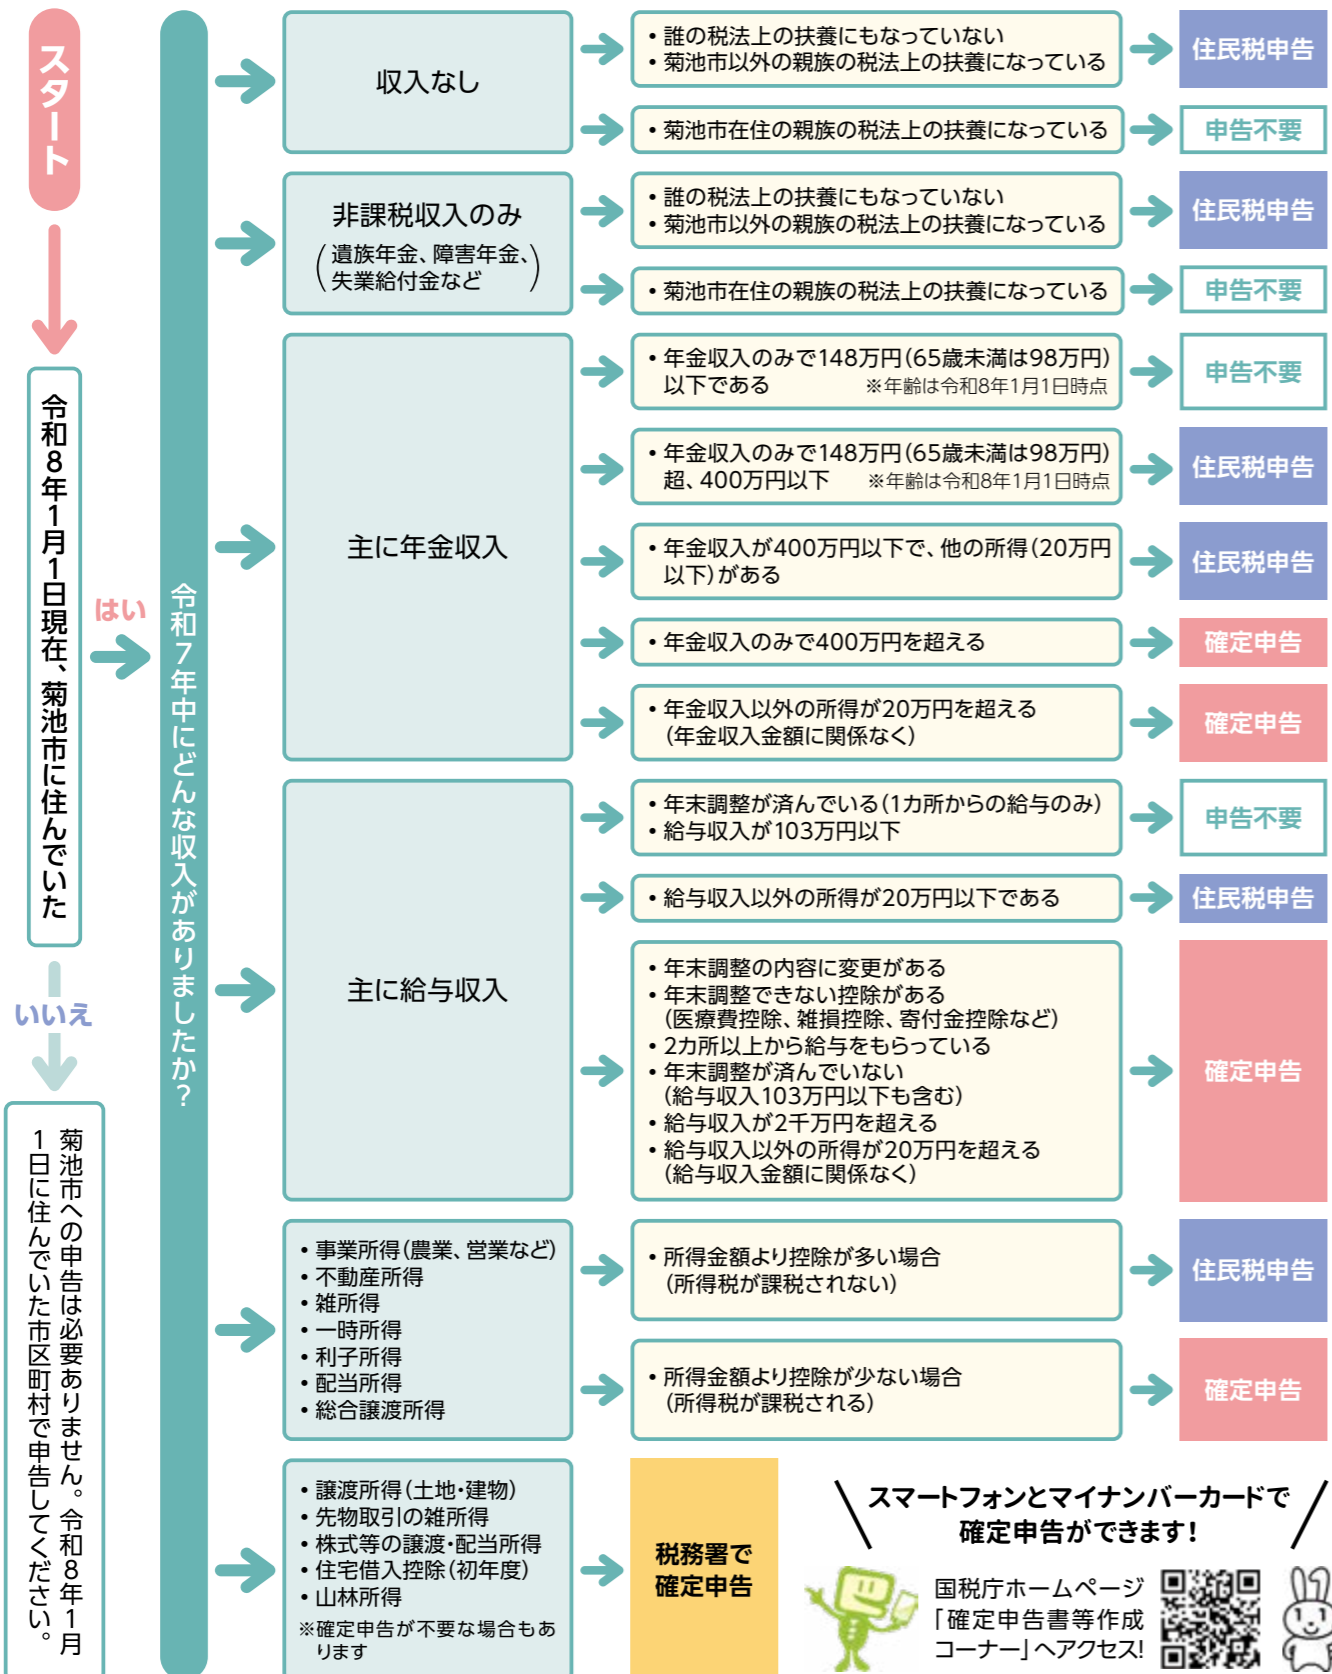 スタート
令和8年1月1日現在、菊池市に住んでいた
はい
いいえ
菊池市への申告は必要ありません。令和8年1月
1日に住んでいた市区町村で申告してください。
令和7年中にどんな収入がありましたか？
収入なし
・誰の税法上の扶養にもなっていない
・菊池市以外の親族の税法上の扶養になっている
住民税申告
・菊池市在住の親族の税法上の扶養になっている
申告不要
非課税収入のみ
（遺族年金、障害年金、
失業給付金など）
・誰の税法上の扶養にもなっていない
・菊池市以外の親族の税法上の扶養になっている
住民税申告
・菊池市在住の親族の税法上の扶養になっている
申告不要
主に年金収入
・年金収入のみで148万円（65歳未満は98万円）
以下である ※年齢は令和8年1月1日時点
申告不要
・年金収入のみで148万円（65歳未満は98万円）
超、400万円以下 ※年齢は令和8年1月1日時点
住民税申告
・年金収入が400万円以下で、他の所得（20万円
以下）がある
住民税申告
・年金収入のみで400万円を超える
確定申告
・年金収入以外の所得が20万円を超える
（年金収入金額に関係なく）
確定申告
主に給与収入
・年末調整が済んでいる（1カ所からの給与のみ）
・給与収入が103万円以下
申告不要
・給与収入以外の所得が20万円以下である
住民税申告
・年末調整の内容に変更がある
・年末調整できない控除がある
（医療費控除、雑損控除、寄付金控除など）
・2カ所以上から給与をもらっている
・年末調整が済んでいない
（給与収入103万円以下も含む）
・給与収入が2千万円を超える
・給与収入以外の所得が20万円を超える
（給与収入金額に関係なく）
確定申告
・事業所得（農業、営業など）
・不動産所得
・雑所得
・一時所得
・利子所得
・配当所得
・総合譲渡所得
・所得金額より控除が多い場合
（所得税が課税されない）
住民税申告
・所得金額より控除が少ない場合
（所得税が課税される）
確定申告
・譲渡所得（土地・建物）
・先物取引の雑所得
・株式等の譲渡・配当所得
・住宅借入控除（初年度）
・山林所得
※確定申告が不要な場合もあ
ります
税務署で
確定申告
スマートフォンとマイナンバーカードで
確定申告ができます！
国税庁ホームページ
「確定申告書等作成
コーナー」へアクセス！